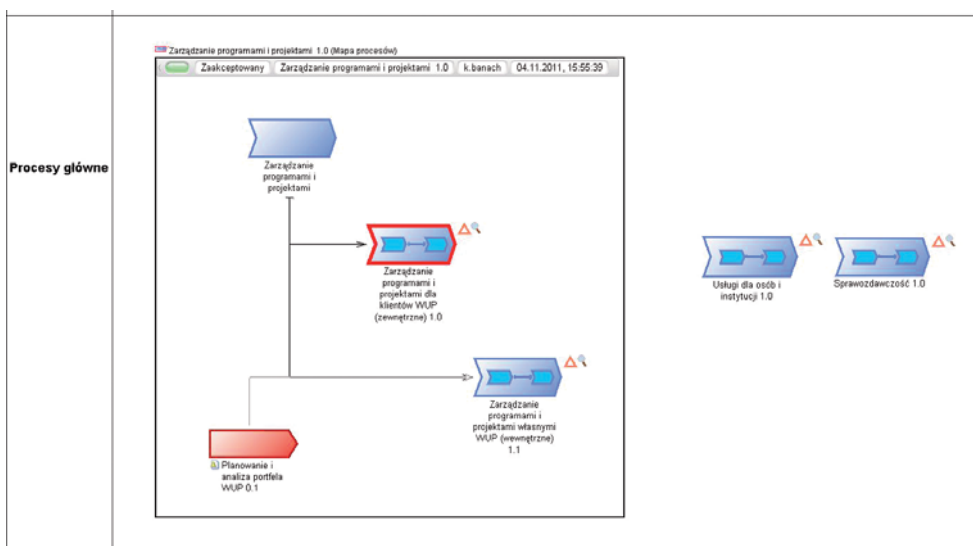 Zarządzanie programami i projektami 1.0 (Mapa procesów)
Zaakceptowany Zarządzanie programami i projektami 1.0 k.banach 04.11.2011, 15:55:39
Procesy główne
Zarządzanie
programami i
projektami
Zarządzanie
programami i
projektami dla
klientów WUP
(zewnętrzne) 1.0
Usługi dla osób i
instytucji 1.0
Sprawozdawczość 1.0
Zarządzanie
programami i
projektami własnymi
WUP (wewnętrzne)
1.1
Planowanie i
analiza portfela
WUP 0.1